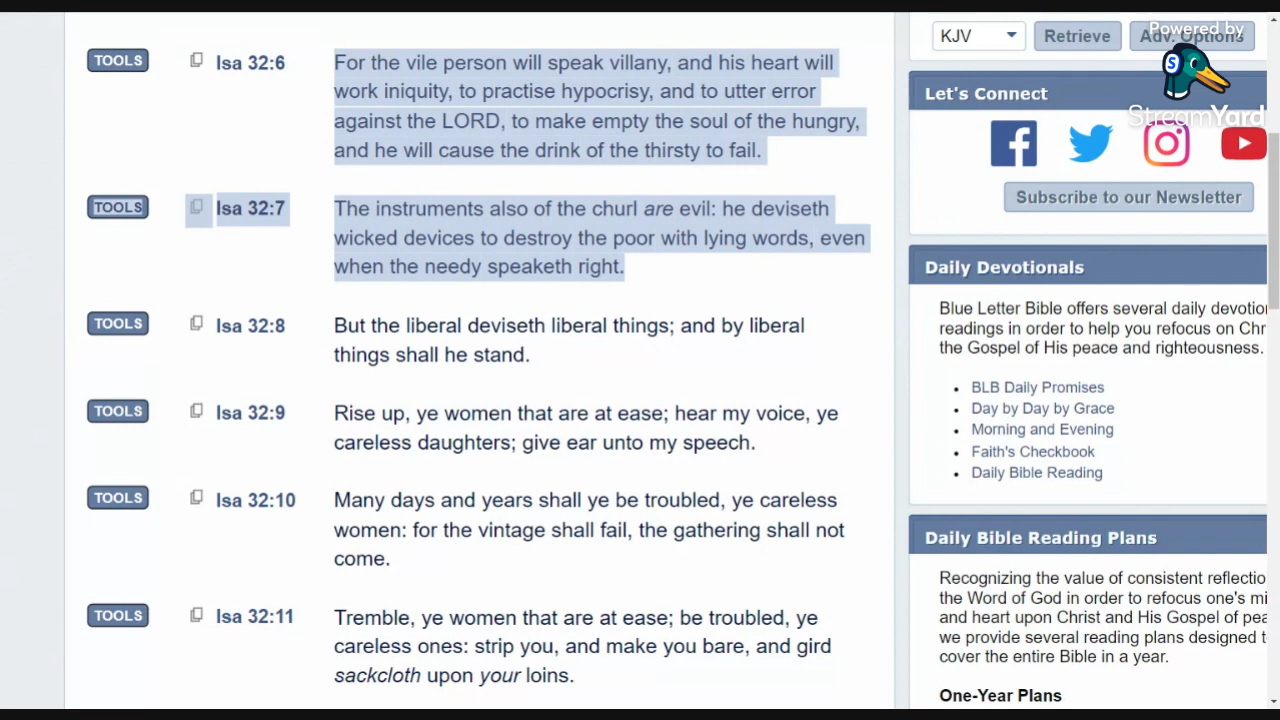 KJV Retrieve Adv. Options
Powered by
StreamYard
TOOLS Isa 32:6 For the vile person will speak villany, and his heart will
work iniquity, to practise hypocrisy, and to utter error
against the LORD, to make empty the soul of the hungry,
and he will cause the drink of the thirsty to fail.
TOOLS Isa 32:7 The instruments also of the churl are evil: he deviseth
wicked devices to destroy the poor with lying words, even
when the needy speaketh right.
TOOLS Isa 32:8 But the liberal deviseth liberal things; and by liberal
things shall he stand.
TOOLS Isa 32:9 Rise up, ye women that are at ease; hear my voice, ye
careless daughters; give ear unto my speech.
TOOLS Isa 32:10 Many days and years shall ye be troubled, ye careless
women: for the vintage shall fail, the gathering shall not
come.
TOOLS Isa 32:11 Tremble, ye women that are at ease; be troubled, ye
careless ones: strip you, and make you bare, and gird
sackcloth upon your loins.
Let's Connect
Subscribe to our Newsletter
Daily Devotionals
Blue Letter Bible offers several daily devotio
readings in order to help you refocus on Chr
the Gospel of His peace and righteousness.
BLB Daily Promises
Day by Day by Grace
Morning and Evening
Faith's Checkbook
Daily Bible Reading
Daily Bible Reading Plans
Recognizing the value of consistent reflectio
the Word of God in order to refocus one's mi
and heart upon Christ and His Gospel of pea
we provide several reading plans designed t
cover the entire Bible in a year.
One-Year Plans